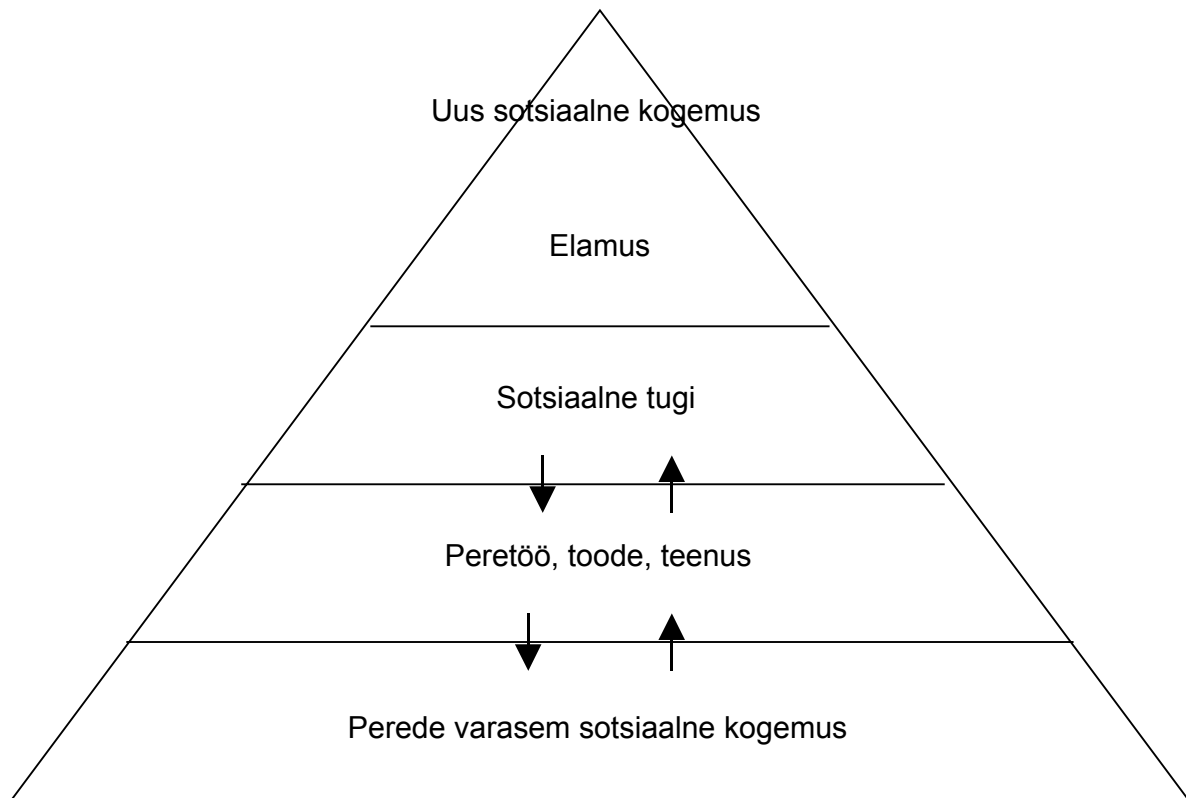 Uus sotsiaalne kogemus
Elamus
Sotsiaalne tugi
Peretöö, toode, teenus
Perede varasem sotsiaalne kogemus